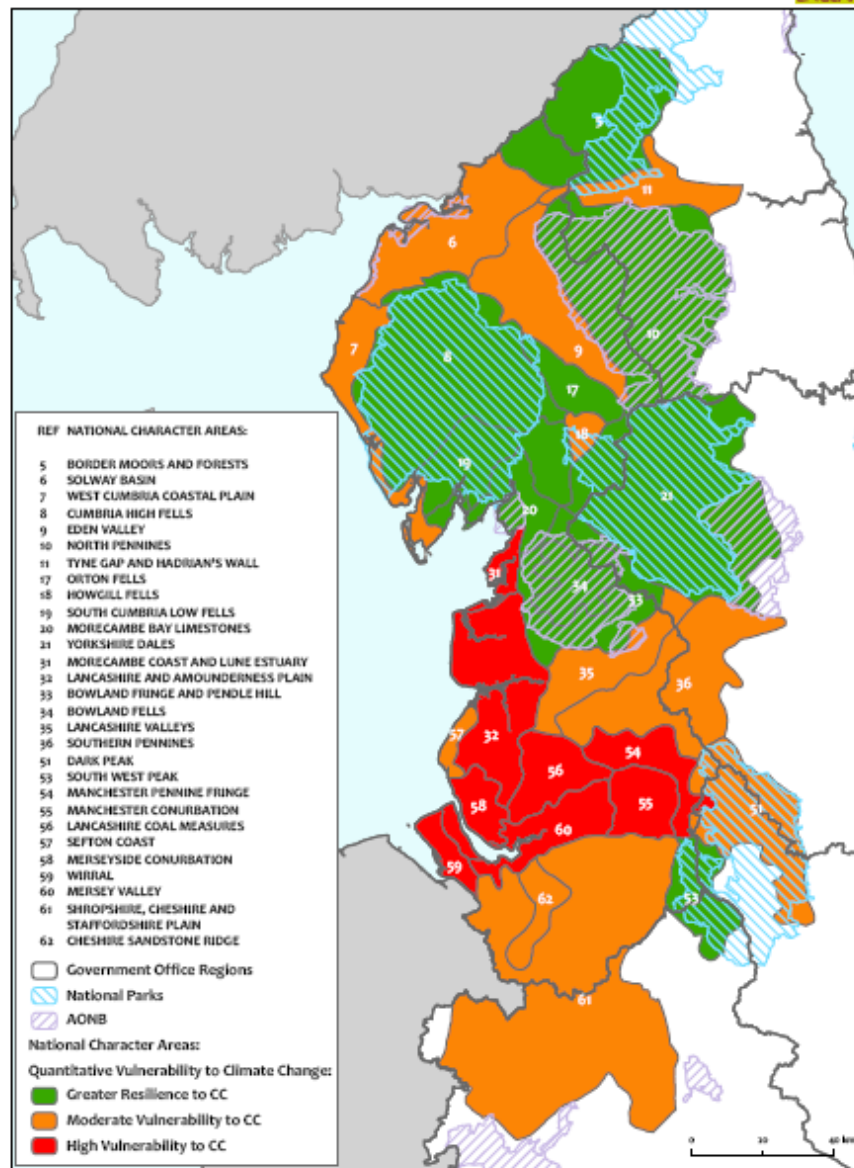 5
11
6
10
7
8
9
17
18
19
20
21
31
34
33
35
36
57
32
54
56
55
58
51
60
59
53
62
61
REF NATIONAL CHARACTER AREAS:
5 BORDER MOORS AND FORESTS
6 SOLWAY BASIN
7 WEST CUMBRIA COASTAL PLAIN
8 CUMBRIA HIGH FELLS
9 EDEN VALLEY
10 NORTH PENNINES
11 TYNE GAP AND HADRIAN'S WALL
17 ORTON FELLS
18 HOWGILL FELLS
19 SOUTH CUMBRIA LOW FELLS
20 MORECAMBE BAY LIMESTONES
21 YORKSHIRE DALES
31 MORECAMBE COAST AND LUNE ESTUARY
32 LANCASHIRE AND AMOUNDERNESS PLAIN
33 BOWLAND FRINGE AND PENDLE HILL
34 BOWLAND FELLS
35 LANCASHIRE VALLEYS
36 SOUTHERN PENNINES
51 DARK PEAK
53 SOUTH WEST PEAK
54 MANCHESTER PENNINE FRINGE
55 MANCHESTER CONURBATION
56 LANCASHIRE COAL MEASURES
57 SEFTON COAST
58 MERSEYSIDE CONURBATION
59 WIRRAL
60 MERSEY VALLEY
61 SHROPSHIRE, CHESHIRE AND
STAFFORDSHIRE PLAIN
62 CHESHIRE SANDSTONE RIDGE
Government Office Regions
National Parks
AONB
National Character Areas:
Quantitative Vulnerability to Climate Change:
Greater Resilience to CC
Moderate Vulnerability to CC
High Vulnerability to CC
0 20 40 km